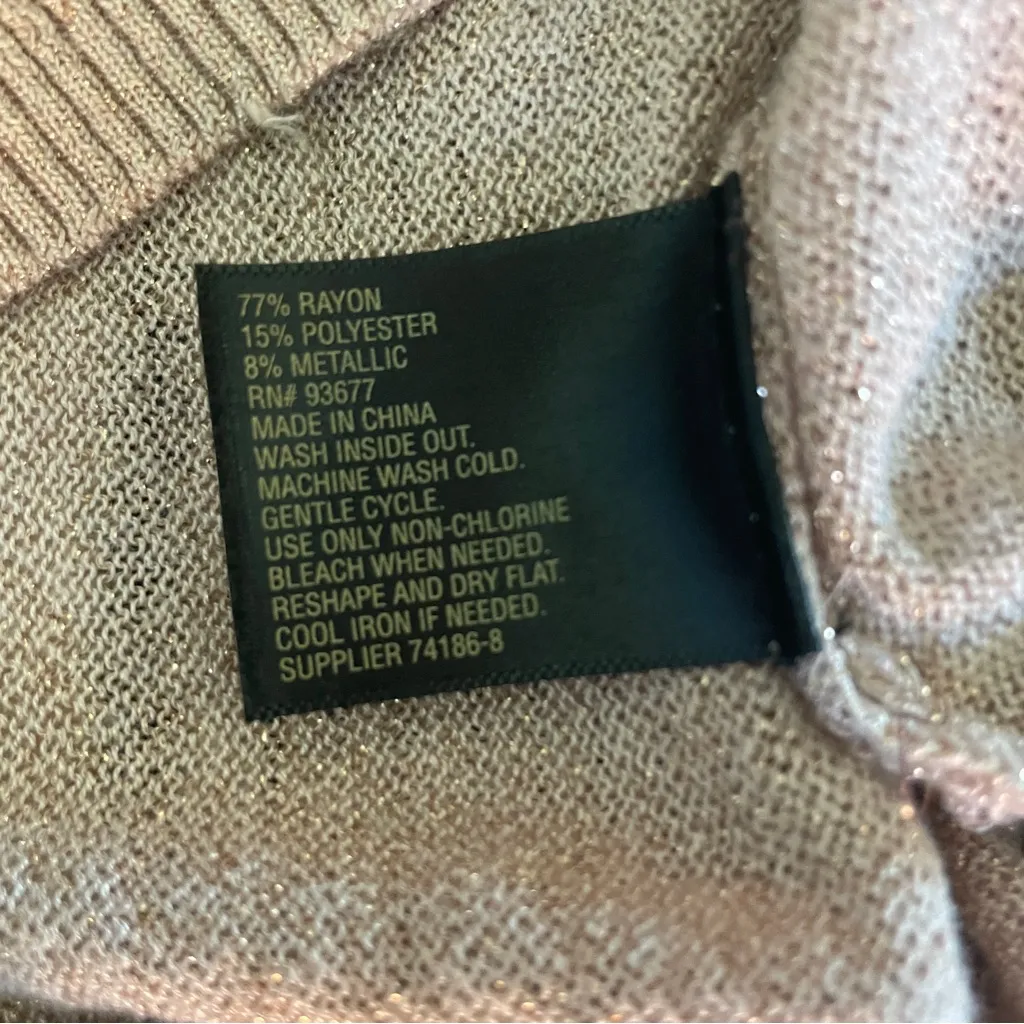 77% RAYON
15% POLYESTER
8% METALLIC
RN# 93677
MADE IN CHINA
WASH INSIDE OUT.
MACHINE WASH COLD.
GENTLE CYCLE.
USE ONLY NON-CHLORINE
BLEACH WHEN NEEDED.
RESHAPE AND DRY FLAT.
COOL IRON IF NEEDED.
SUPPLIER 74186-8